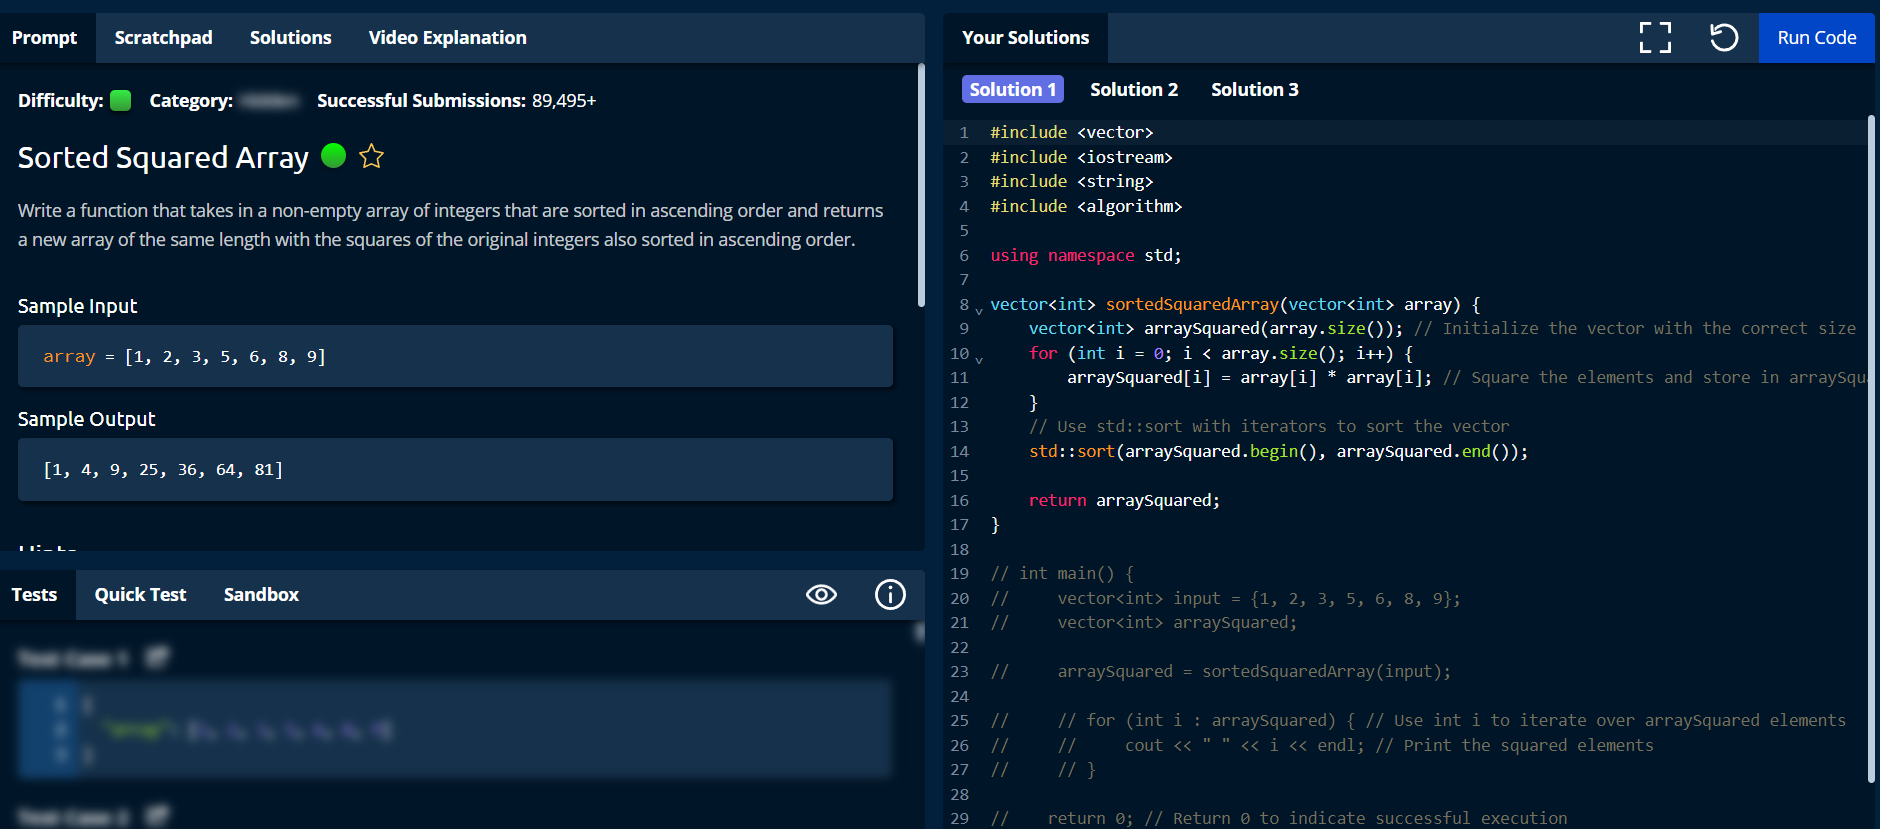 Prompt Scratchpad Solutions Video Explanation
Difficulty: Category: Successful Submissions: 89,495+
Sorted Squared Array
Write a function that takes in a non-empty array of integers that are sorted in ascending order and returns
a new array of the same length with the squares of the original integers also sorted in ascending order.
Sample Input
array = [1, 2, 3, 5, 6, 8, 9]
Sample Output
[1, 4, 9, 25, 36, 64, 81]
Tests Quick Test Sandbox
Test Case 1
Test Case 2
Your Solutions Run Code
Solution 1 Solution 2 Solution 3
1 #include <vector>
2 #include <iostream>
3 #include <string>
4 #include <algorithm>
5
6 using namespace std;
7
8 vector<int> sortedSquaredArray(vector<int> array) {
9 vector<int> arraySquared(array.size()); // Initialize the vector with the correct size
10 for (int i = 0; i < array.size(); i++) {
11 arraySquared[i] = array[i] * array[i]; // Square the elements and store in arraySqu
12 }
13 // Use std::sort with iterators to sort the vector
14 std::sort(arraySquared.begin(), arraySquared.end());
15
16 return arraySquared;
17 }
18
19 // int main() {
20 // vector<int> input = {1, 2, 3, 5, 6, 8, 9};
21 // vector<int> arraySquared;
22
23 // arraySquared = sortedSquaredArray(input);
24
25 // // for (int i : arraySquared) { // Use int i to iterate over arraySquared elements
26 // // cout << " " << i << endl; // Print the squared elements
27 // // }
28
29 // return 0; // Return 0 to indicate successful execution